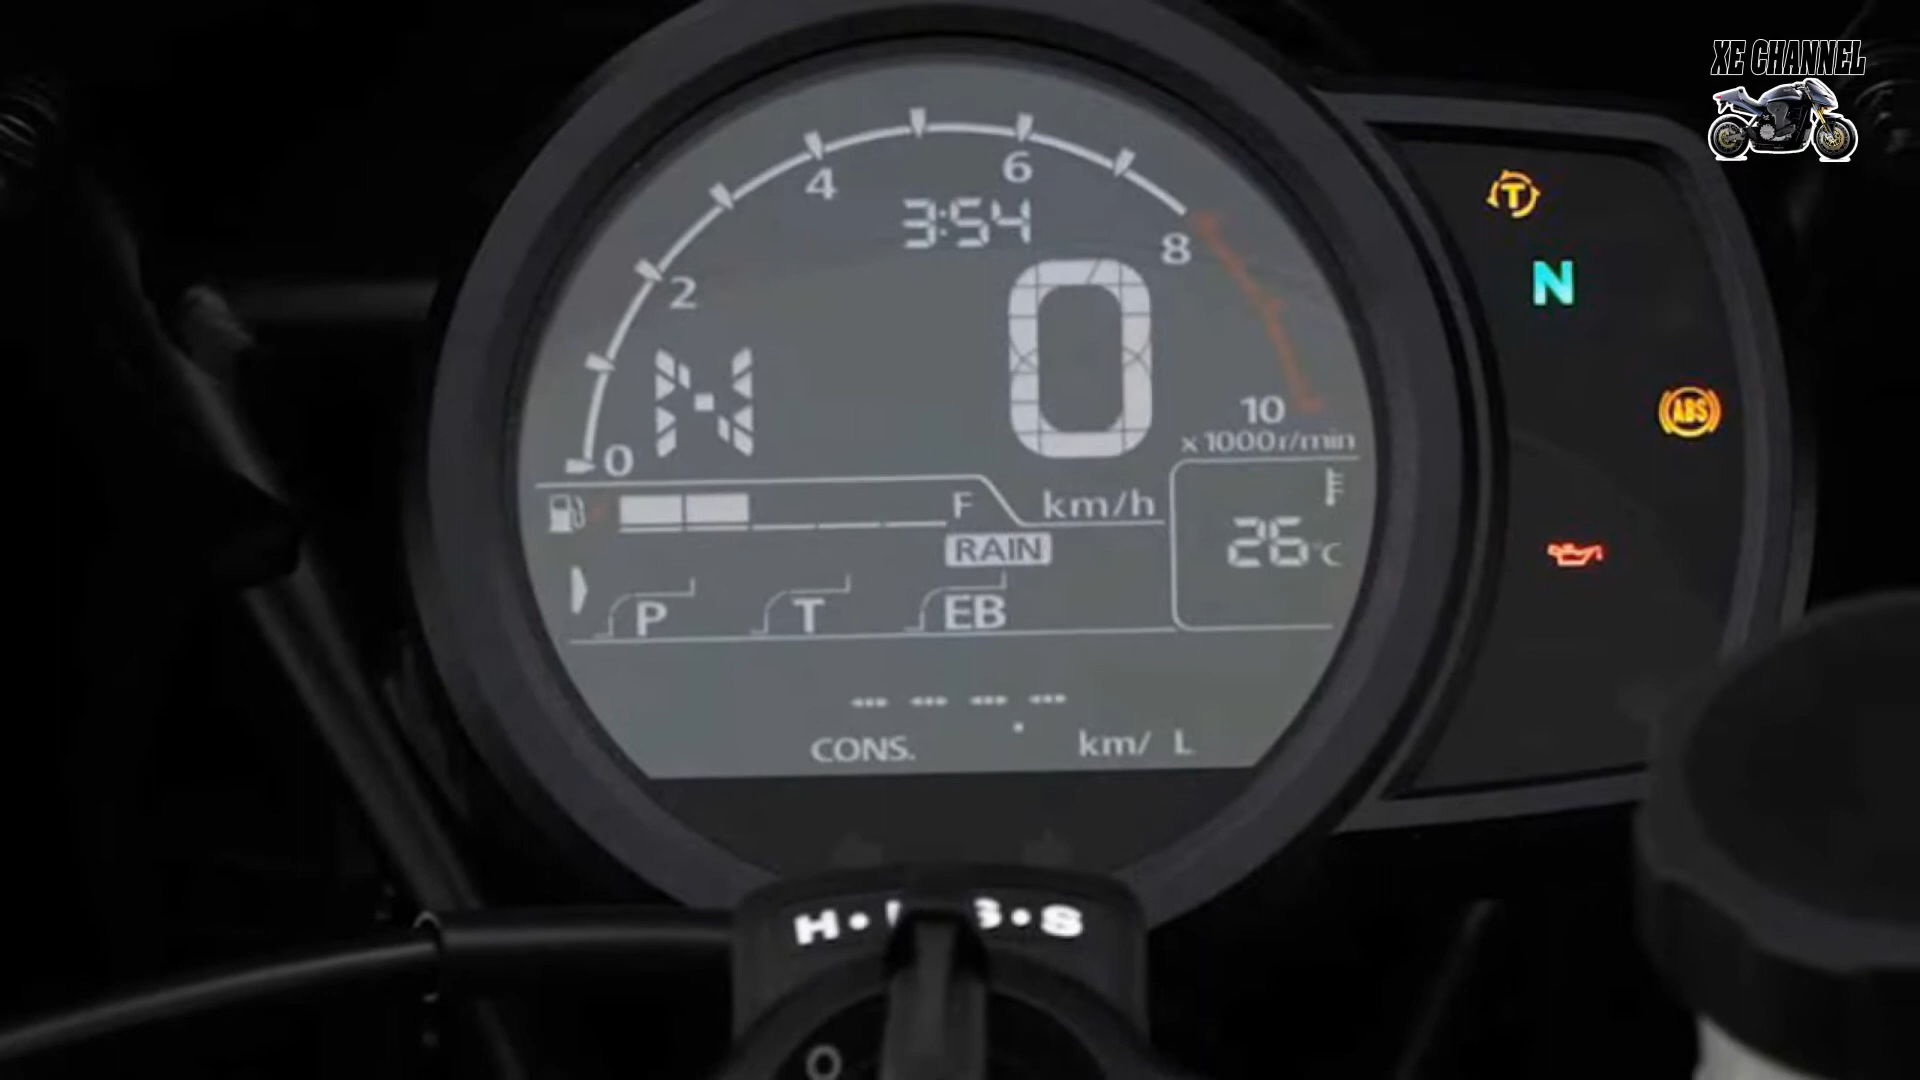 XE CHANNEL
4
6
3:54
8
2
N
0
0
10
x1000r/min
F
km/h
RAIN
26°C
P
T
EB
---- ---- ---- . ----
CONS.
km/ L
T
N
ABS
H•I S•S